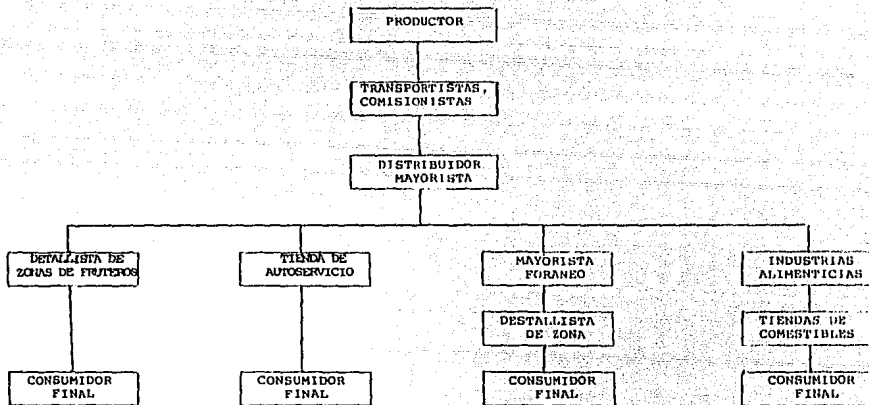 PRODUCTOR
TRANSPORTISTAS,
COMISIONISTAS
DISTRIBUIDOR
MAYORISTA
DETALLISTA DE
ZONAS DE FRUTEROS
TIENDA DE
AUTOSERVICIO
MAYORISTA
FORANEO
INDUSTRIAS
ALIMENTICIAS
DESTALLISTA
DE ZONA
TIENDAS DE
COMESTIBLES
CONSUMIDOR
FINAL
CONSUMIDOR
FINAL
CONSUMIDOR
FINAL
CONSUMIDOR
FINAL